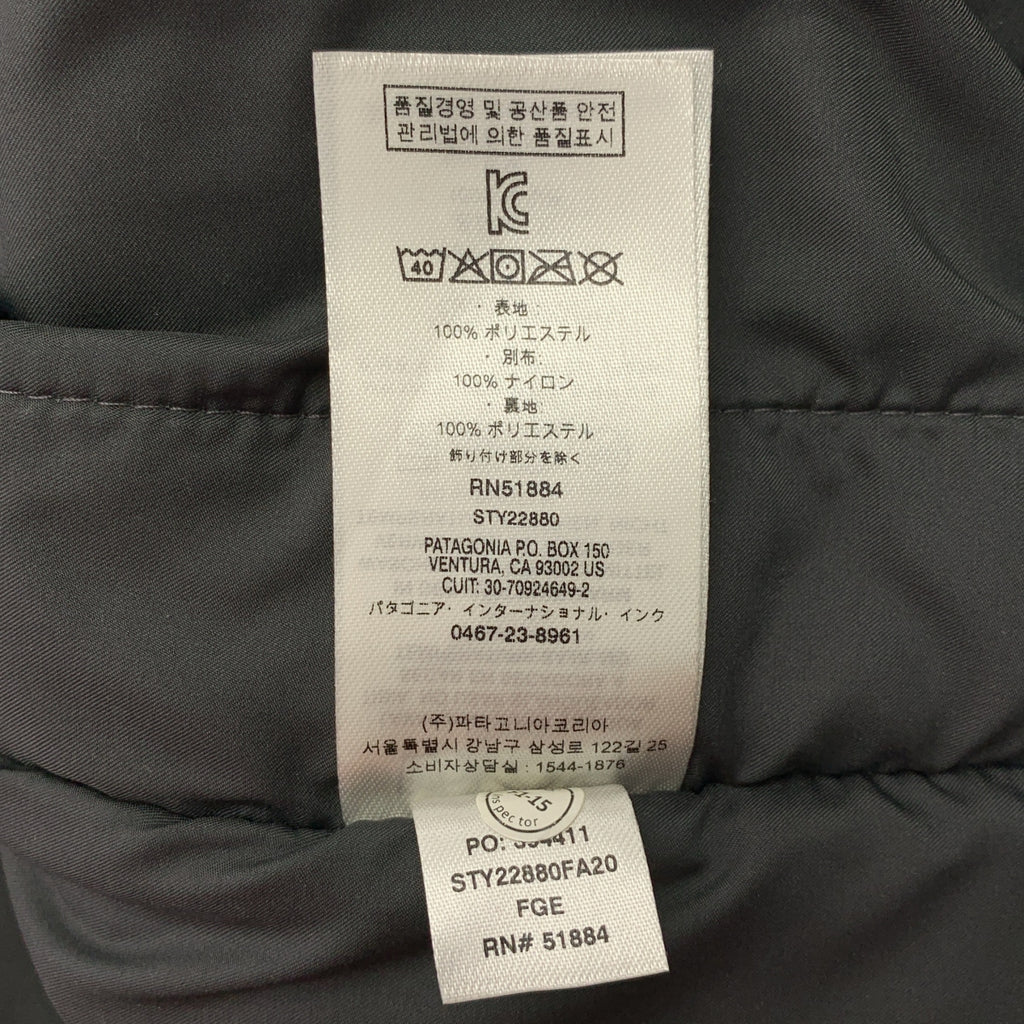 품질경영 및 공산품 안전
관리법에 의한 품질표시
KC
40
· 表地 :
100% ポリエステル
· 別布:
100% ナイロン
· 裏地
100% ポリエステル
飾り付け部分を除く
RN51884
STY22880
PATAGONIA P.O. BOX 150
VENTURA, CA 93002 US
CUIT: 30-70924649-2
パタゴニア・インターナショナル・インク
0467-23-8961
(주)파타고니아코리아
서울특별시 강남구 삼성로 122길 25
소비자상담실 : 1544-1876
PO:
STY22880FA20
FGE
RN# 51884